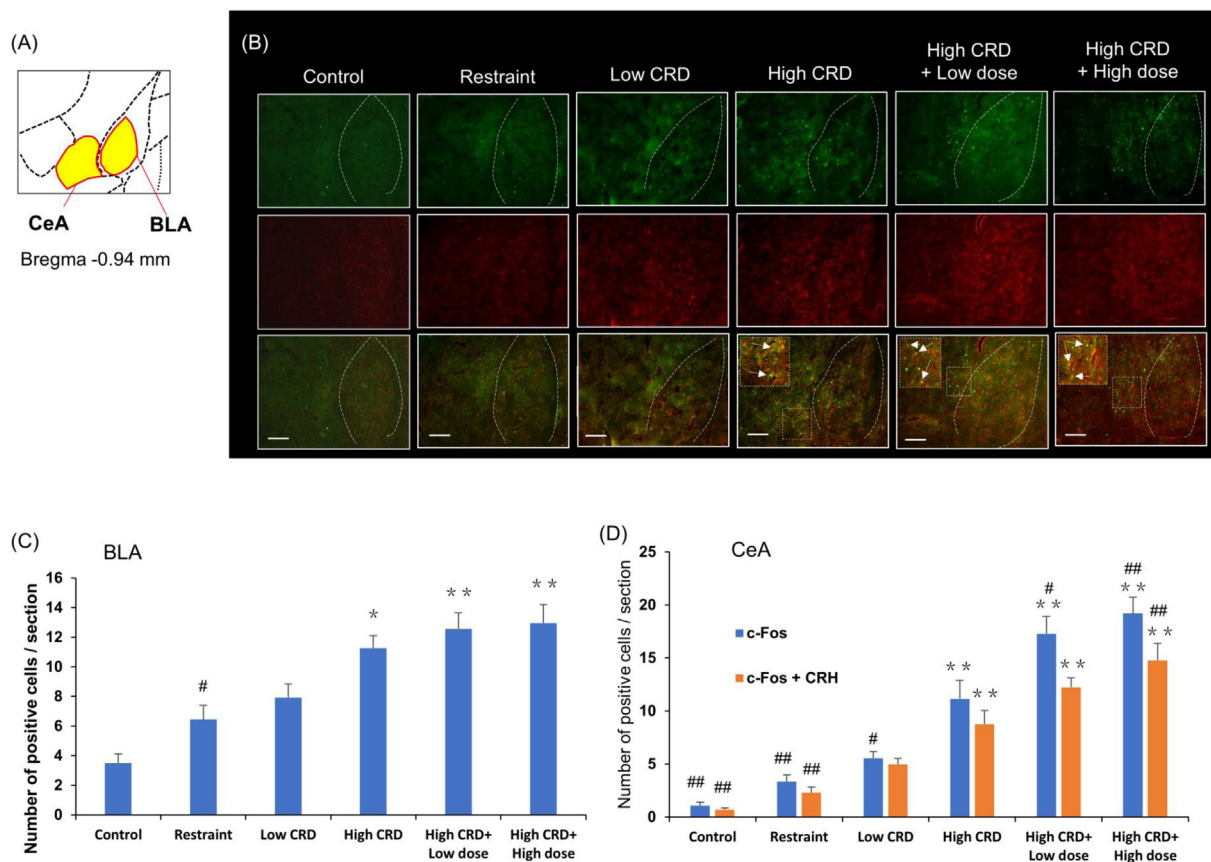 (A)
CeA
BLA
Bregma -0.94 mm
(B)
Control
Restraint
Low CRD
High CRD
High CRD
+ Low dose
High CRD
+ High dose
(C)
BLA
Number of positive cells / section
16
14
12
10
8
6
4
2
0
#
*
* *
* *
Control
Restraint
Low CRD
High CRD
High CRD+
Low dose
High CRD+
High dose
(D)
CeA
Number of positive cells / section
25
20
15
10
5
0
c-Fos
c-Fos + CRH
##
##
##
##
#
* *
* *
#
* *
* *
##
* *
##
* *
Control
Restraint
Low CRD
High CRD
High CRD+
Low dose
High CRD+
High dose